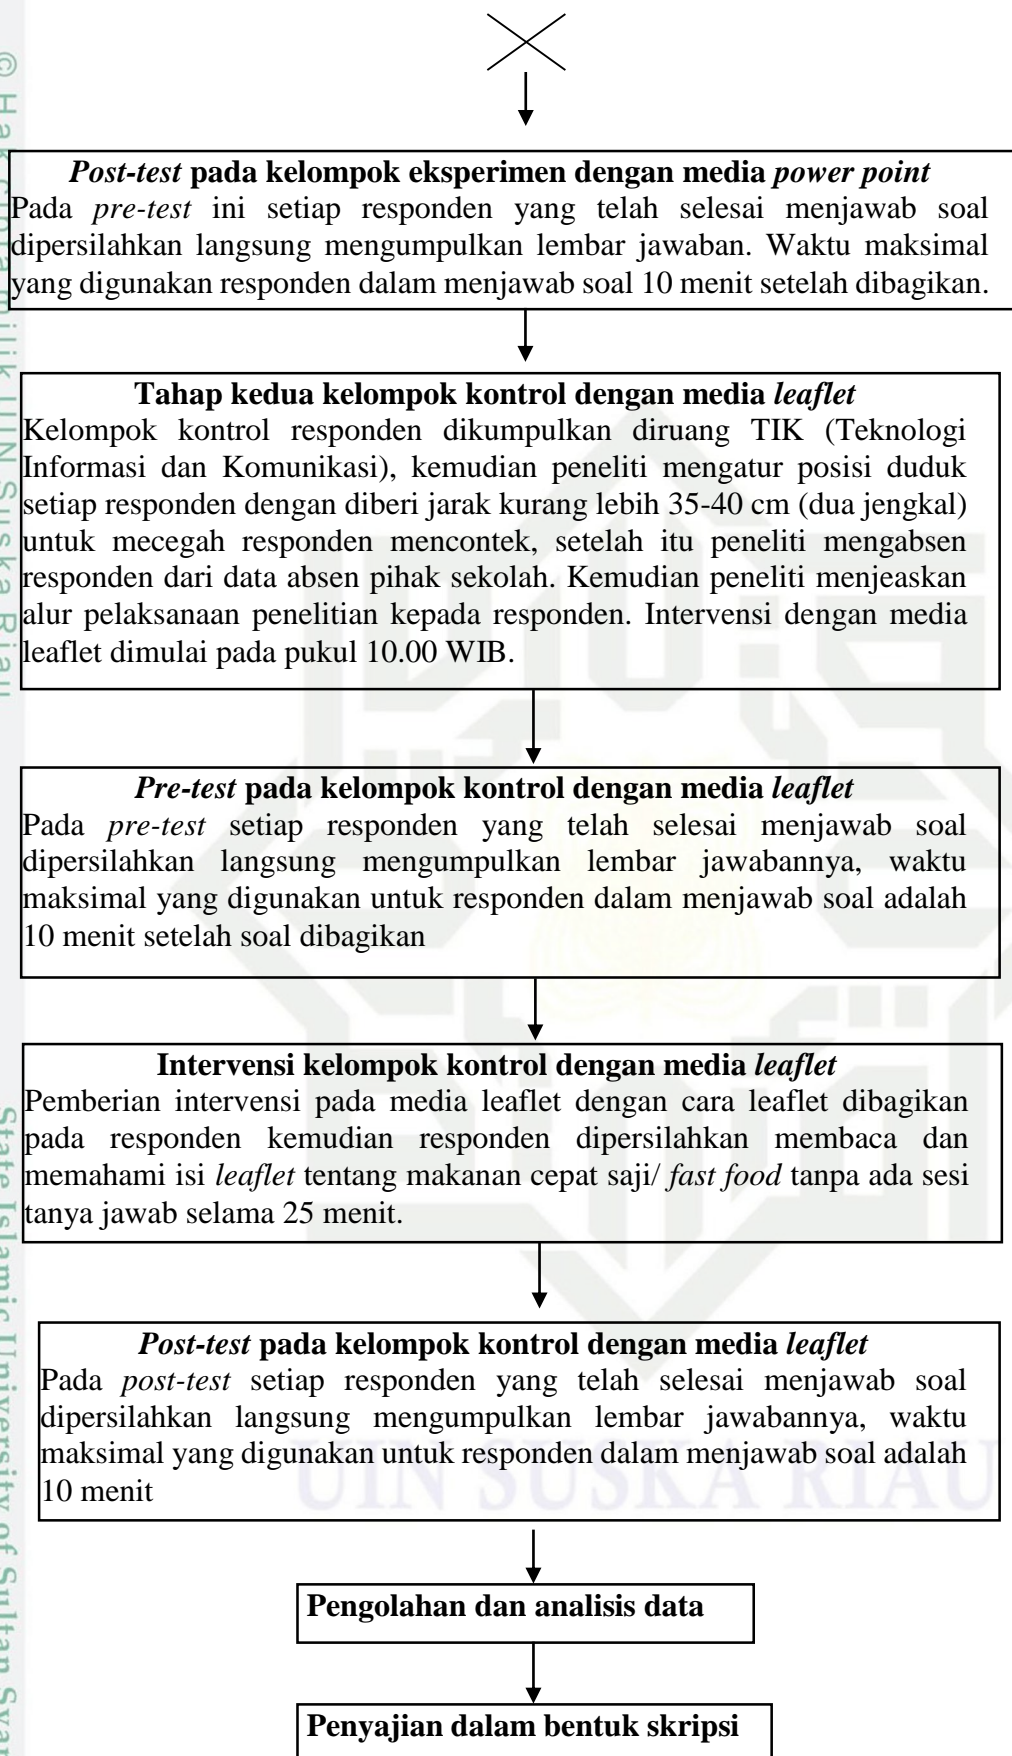 © Hak cipta milik UIN Suska Riau
Post-test pada kelompok eksperimen dengan media power point
Pada pre-test ini setiap responden yang telah selesai menjawab soal
dipersilahkan langsung mengumpulkan lembar jawaban. Waktu maksimal
yang digunakan responden dalam menjawab soal 10 menit setelah dibagikan.
Tahap kedua kelompok kontrol dengan media leaflet
Kelompok kontrol responden dikumpulkan diruang TIK (Teknologi
Informasi dan Komunikasi), kemudian peneliti mengatur posisi duduk
setiap responden dengan diberi jarak kurang lebih 35-40 cm (dua jengkal)
untuk mecegah responden mencontek, setelah itu peneliti mengabsen
responden dari data absen pihak sekolah. Kemudian peneliti menjeaskan
alur pelaksanaan penelitian kepada responden. Intervensi dengan media
leaflet dimulai pada pukul 10.00 WIB.
Pre-test pada kelompok kontrol dengan media leaflet
Pada pre-test setiap responden yang telah selesai menjawab soal
dipersilahkan langsung mengumpulkan lembar jawabannya, waktu
maksimal yang digunakan untuk responden dalam menjawab soal adalah
10 menit setelah soal dibagikan
Intervensi kelompok kontrol dengan media leaflet
Pemberian intervensi pada media leaflet dengan cara leaflet dibagikan
pada responden kemudian responden dipersilahkan membaca dan
memahami isi leaflet tentang makanan cepat saji/ fast food tanpa ada sesi
tanya jawab selama 25 menit.
Post-test pada kelompok kontrol dengan media leaflet
Pada post-test setiap responden yang telah selesai menjawab soal
dipersilahkan langsung mengumpulkan lembar jawabannya, waktu
maksimal yang digunakan untuk responden dalam menjawab soal adalah
10 menit
UIN SUSKA RIAU
Pengolahan dan analisis data
Penyajian dalam bentuk skripsi
State Islamic University of Sultan